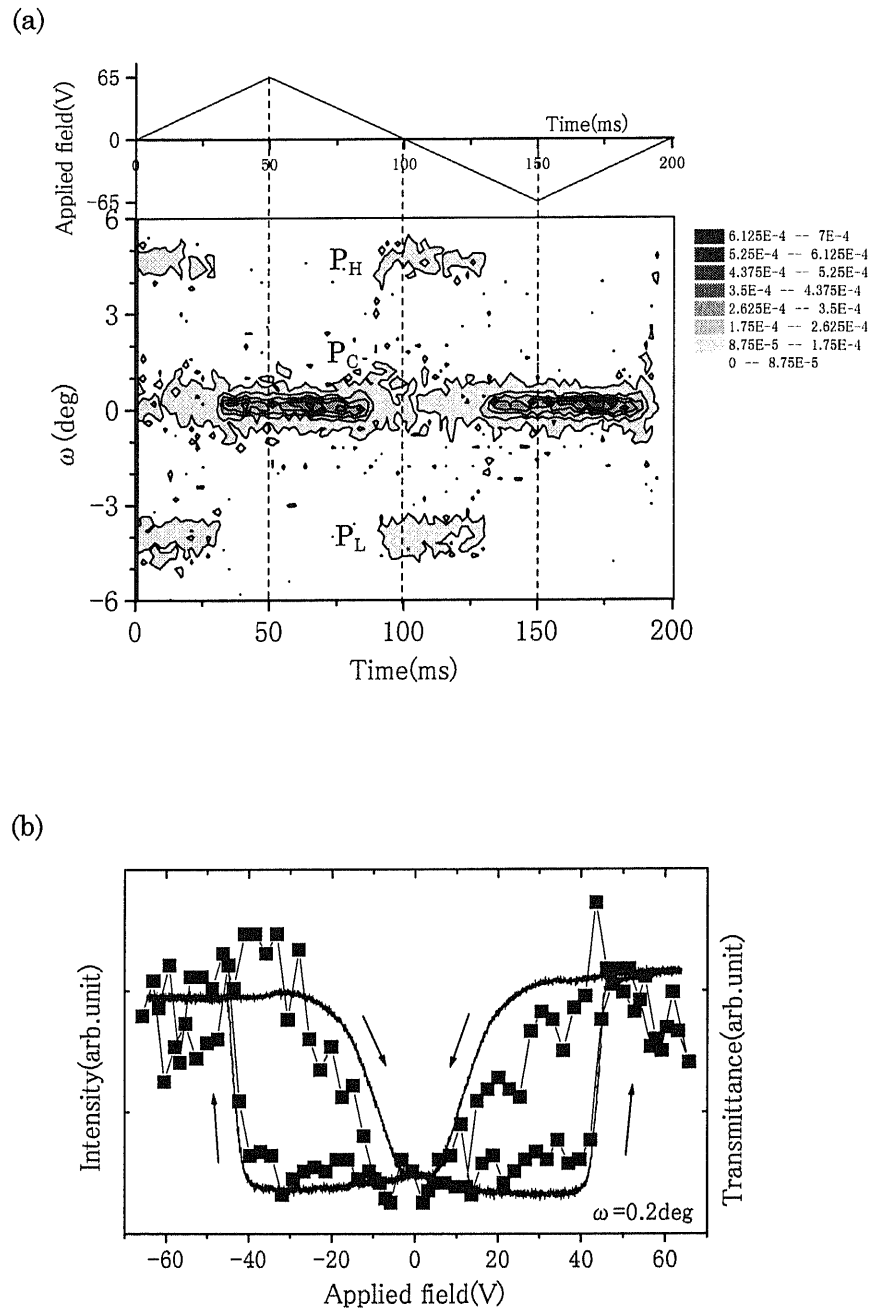 (a)
Applied field(V)
65
0
-65
Time(ms)
0
50
100
150
200
6
3
0
-3
-6
ω(deg)
P_H
P_C
P_L
6.125E-4 -- 7E-4
5.25E-4 -- 6.125E-4
4.375E-4 -- 5.25E-4
3.5E-4 -- 4.375E-4
2.625E-4 -- 3.5E-4
1.75E-4 -- 2.625E-4
8.75E-5 -- 1.75E-4
0 -- 8.75E-5
0
50
100
150
200
Time(ms)
(b)
Intensity(arb.unit)
Transmittance(arb.unit)
ω=0.2deg
-60
-40
-20
0
20
40
60
Applied field(V)